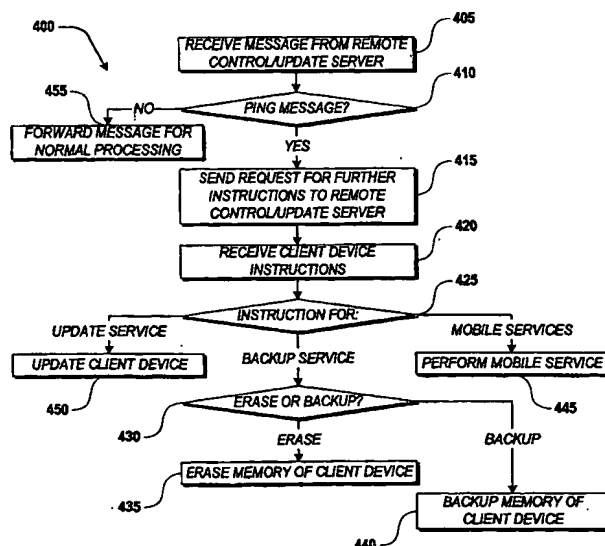 400
RECEIVE MESSAGE FROM REMOTE
CONTROL/UPDATE SERVER
405
455
NO
PING MESSAGE?
410
FORWARD MESSAGE FOR
NORMAL PROCESSING
YES
SEND REQUEST FOR FURTHER
INSTRUCTIONS TO REMOTE
CONTROL/UPDATE SERVER
415
RECEIVE CLIENT DEVICE
INSTRUCTIONS
420
425
INSTRUCTION FOR:
UPDATE SERVICE
MOBILE SERVICES
UPDATE CLIENT DEVICE
BACKUP SERVICE
PERFORM MOBILE SERVICE
450
445
ERASE OR BACKUP?
430
ERASE
BACKUP
ERASE MEMORY OF CLIENT DEVICE
435
BACKUP MEMORY OF
CLIENT DEVICE
440